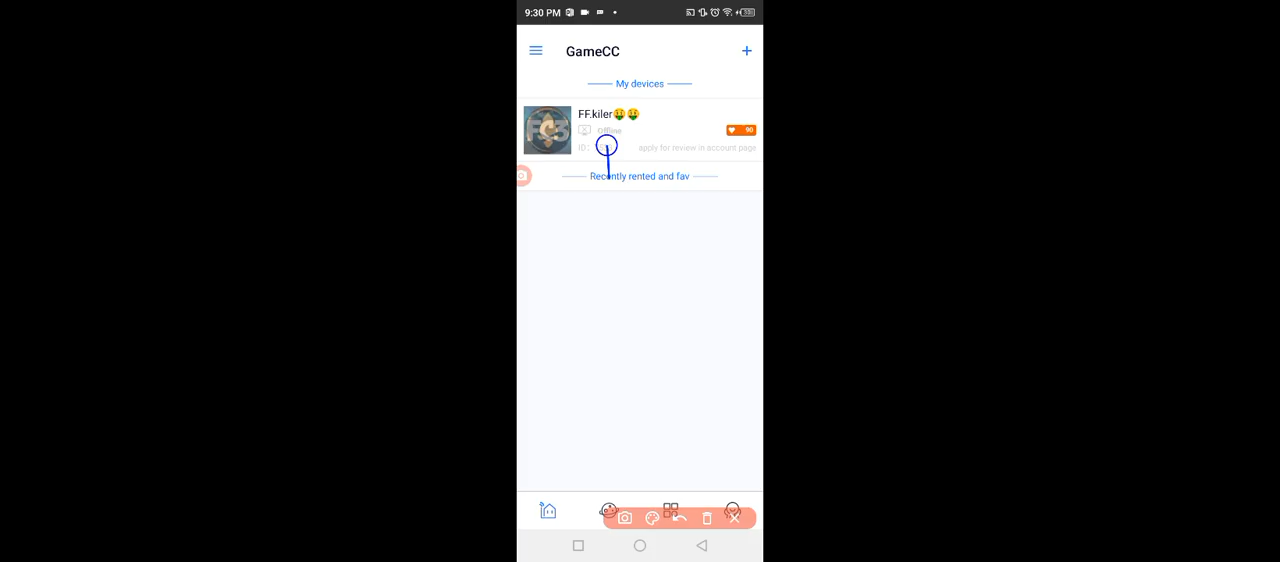 9:30 PM
GameCC
My devices
FF.kiler🤑🤑
Offline
90
ID:
apply for review in account page
Recently rented and fav